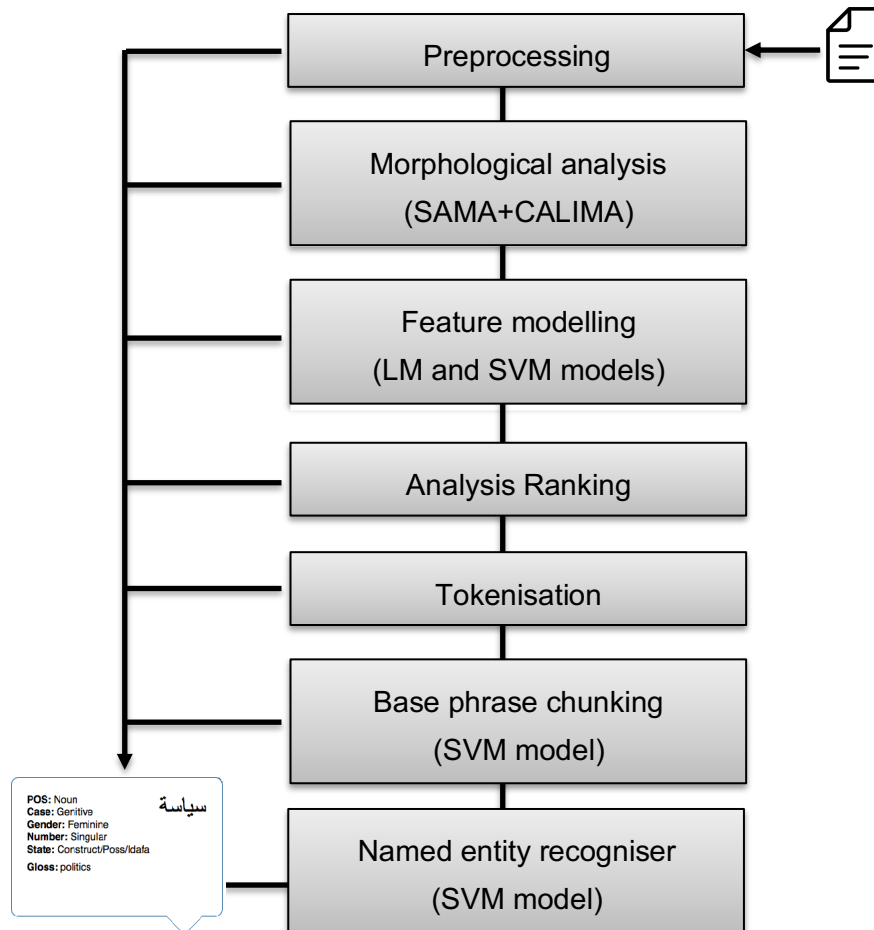 Preprocessing
Morphological analysis
(SAMA+CALIMA)
Feature modelling
(LM and SVM models)
Analysis Ranking
Tokenisation
Base phrase chunking
(SVM model)
سياسة
POS: Noun
Case: Genitive
Gender: Feminine
Number: Singular
State: Construct/Poss/Idafa
Gloss: politics
Named entity recogniser
(SVM model)